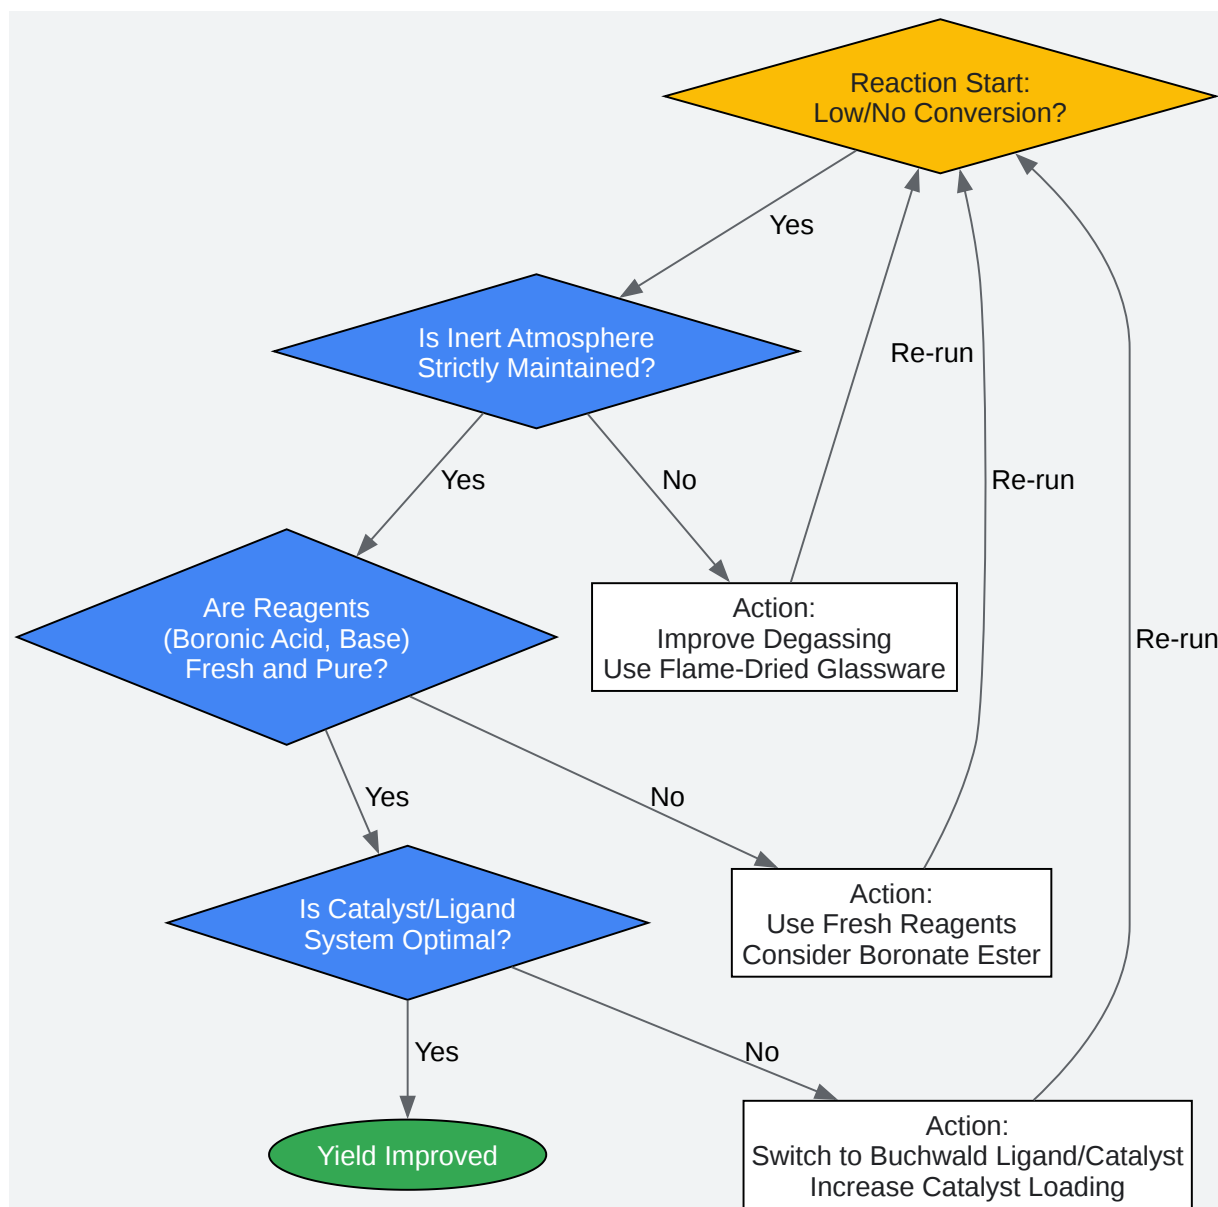 Reaction Start:
Low/No Conversion?
Yes
Is Inert Atmosphere
Strictly Maintained?
Re-run
Yes
No
Re-run
Action:
Improve Degassing
Use Flame-Dried Glassware
Are Reagents
(Boronic Acid, Base)
Fresh and Pure?
Re-run
Yes
No
Is Catalyst/Ligand
System Optimal?
Action:
Use Fresh Reagents
Consider Boronate Ester
Yes
No
Yield Improved
Action:
Switch to Buchwald Ligand/Catalyst
Increase Catalyst Loading